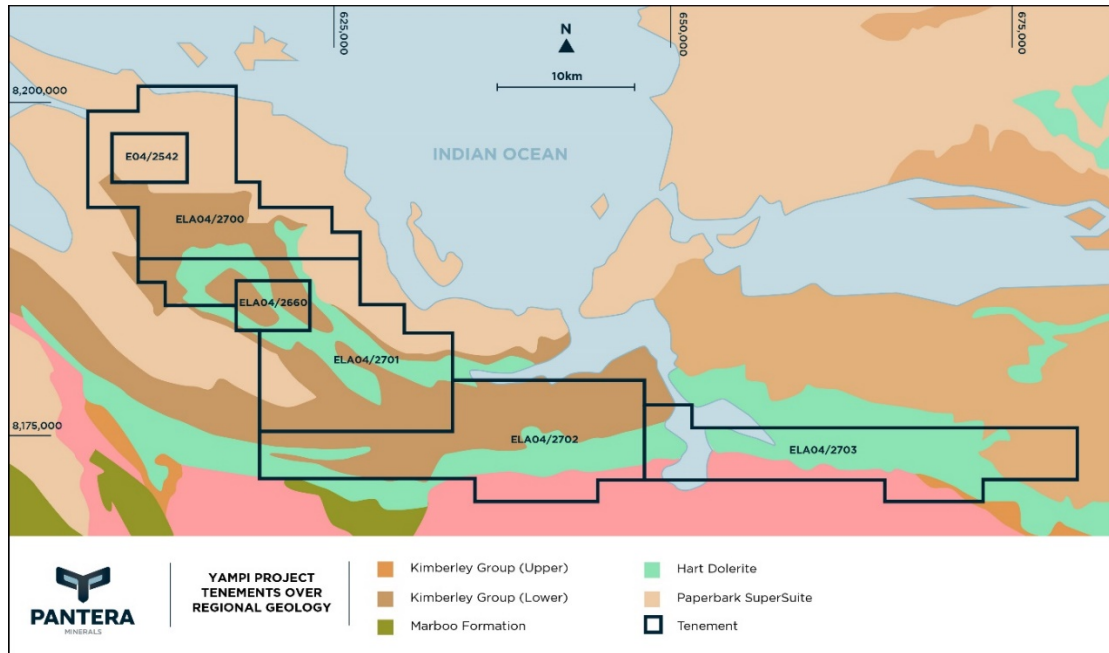 625,000
650,000
675,000
N
10km
8,200,000
INDIAN OCEAN
E04/2542
ELA04/2700
ELA04/2660
ELA04/2701
8,175,000
ELA04/2702
ELA04/2703
PANTERA
MINERALS
YAMPI PROJECT
TENEMENTS OVER
REGIONAL GEOLOGY
Kimberley Group (Upper)
Kimberley Group (Lower)
Marboo Formation
Hart Dolerite
Paperbark SuperSuite
Tenement